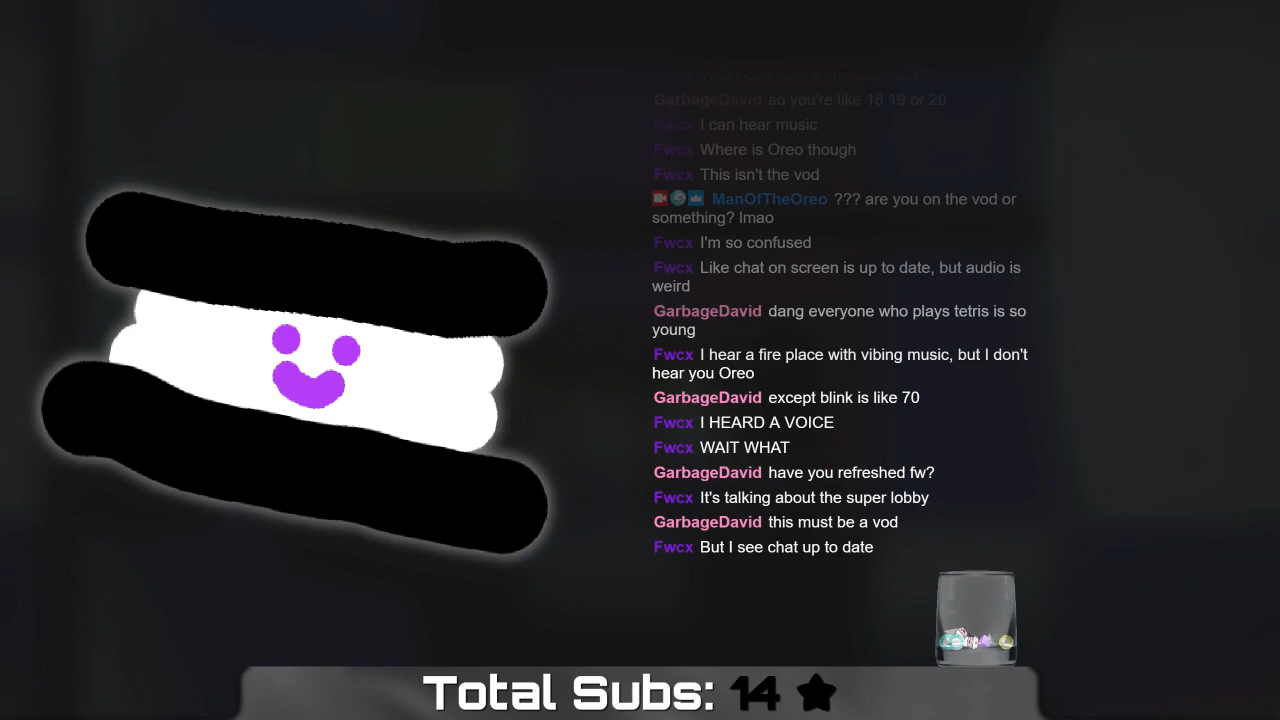 GarbageDavid so you're like 18 19 or 20
Fwcx I can hear music
Fwcx Where is Oreo though
Fwcx This isn't the vod
ManOfTheOreo ??? are you on the vod or
something? lmao
Fwcx I'm so confused
Fwcx Like chat on screen is up to date, but audio is
weird
GarbageDavid dang everyone who plays tetris is so
young
Fwcx I hear a fire place with vibing music, but I don't
hear you Oreo
GarbageDavid except blink is like 70
Fwcx I HEARD A VOICE
Fwcx WAIT WHAT
GarbageDavid have you refreshed fw?
Fwcx It's talking about the super lobby
GarbageDavid this must be a vod
Fwcx But I see chat up to date
Total Subs: 14